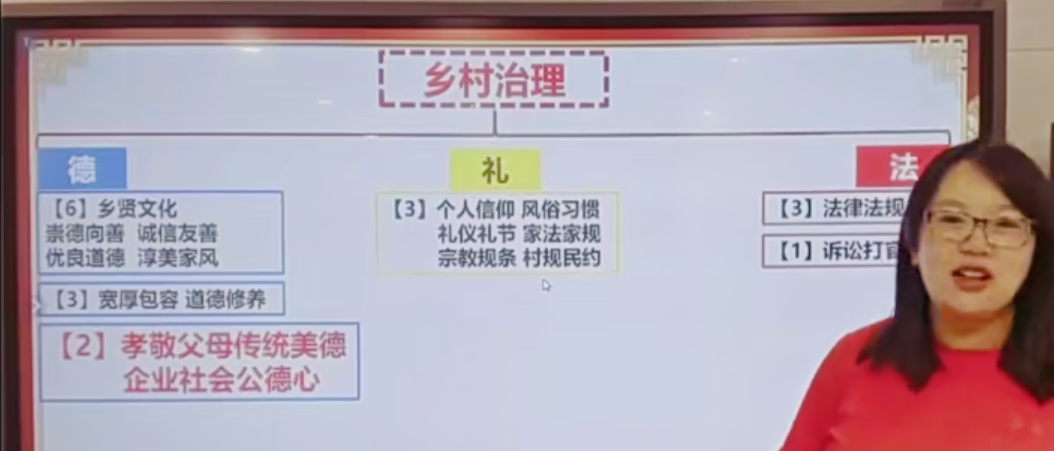 乡村治理
德
【6】乡贤文化
崇德向善 诚信友善
优良道德 淳美家风
【3】宽厚包容 道德修养
【2】孝敬父母传统美德
企业社会公德心
礼
【3】个人信仰 风俗习惯
礼仪礼节 家法家规
宗教规条 村规民约
法
【3】法律法规
【1】诉讼打官